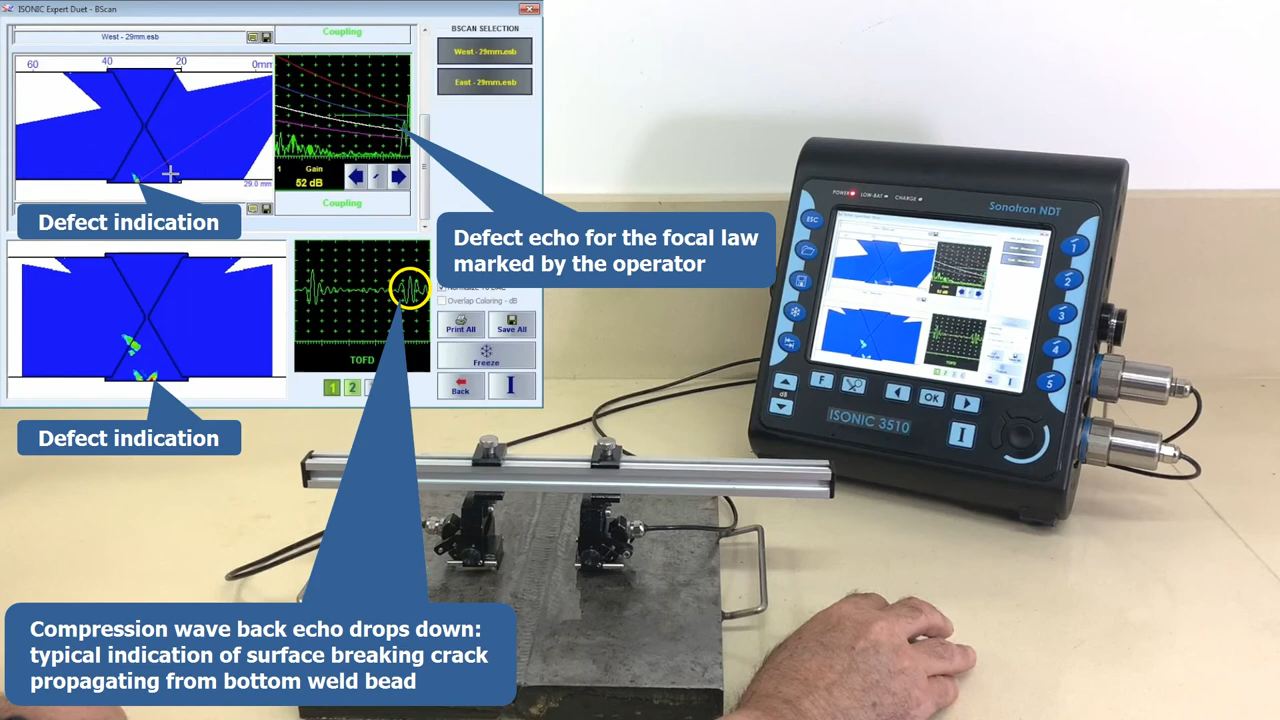 ISONIC Expert Duet - BScan
West - 29mm.esb
Coupling
BSCAN SELECTION
West - 29mm.esb
East - 29mm.esb
60
40
20
0mm
29.0 mm
1
Gain
52 dB
Coupling
Defect indication
Defect echo for the focal law
marked by the operator
Overlap Coloring - dB
Print All
Save All
Freeze
Back
I
TOFD
1
2
Defect indication
Compression wave back echo drops down:
typical indication of surface breaking crack
propagating from bottom weld bead
POWER
LOW-BAT
CHARGE
Sonotron NDT
ESC
1
2
3
4
5
dB
F
OK
I
ISONIC 3510